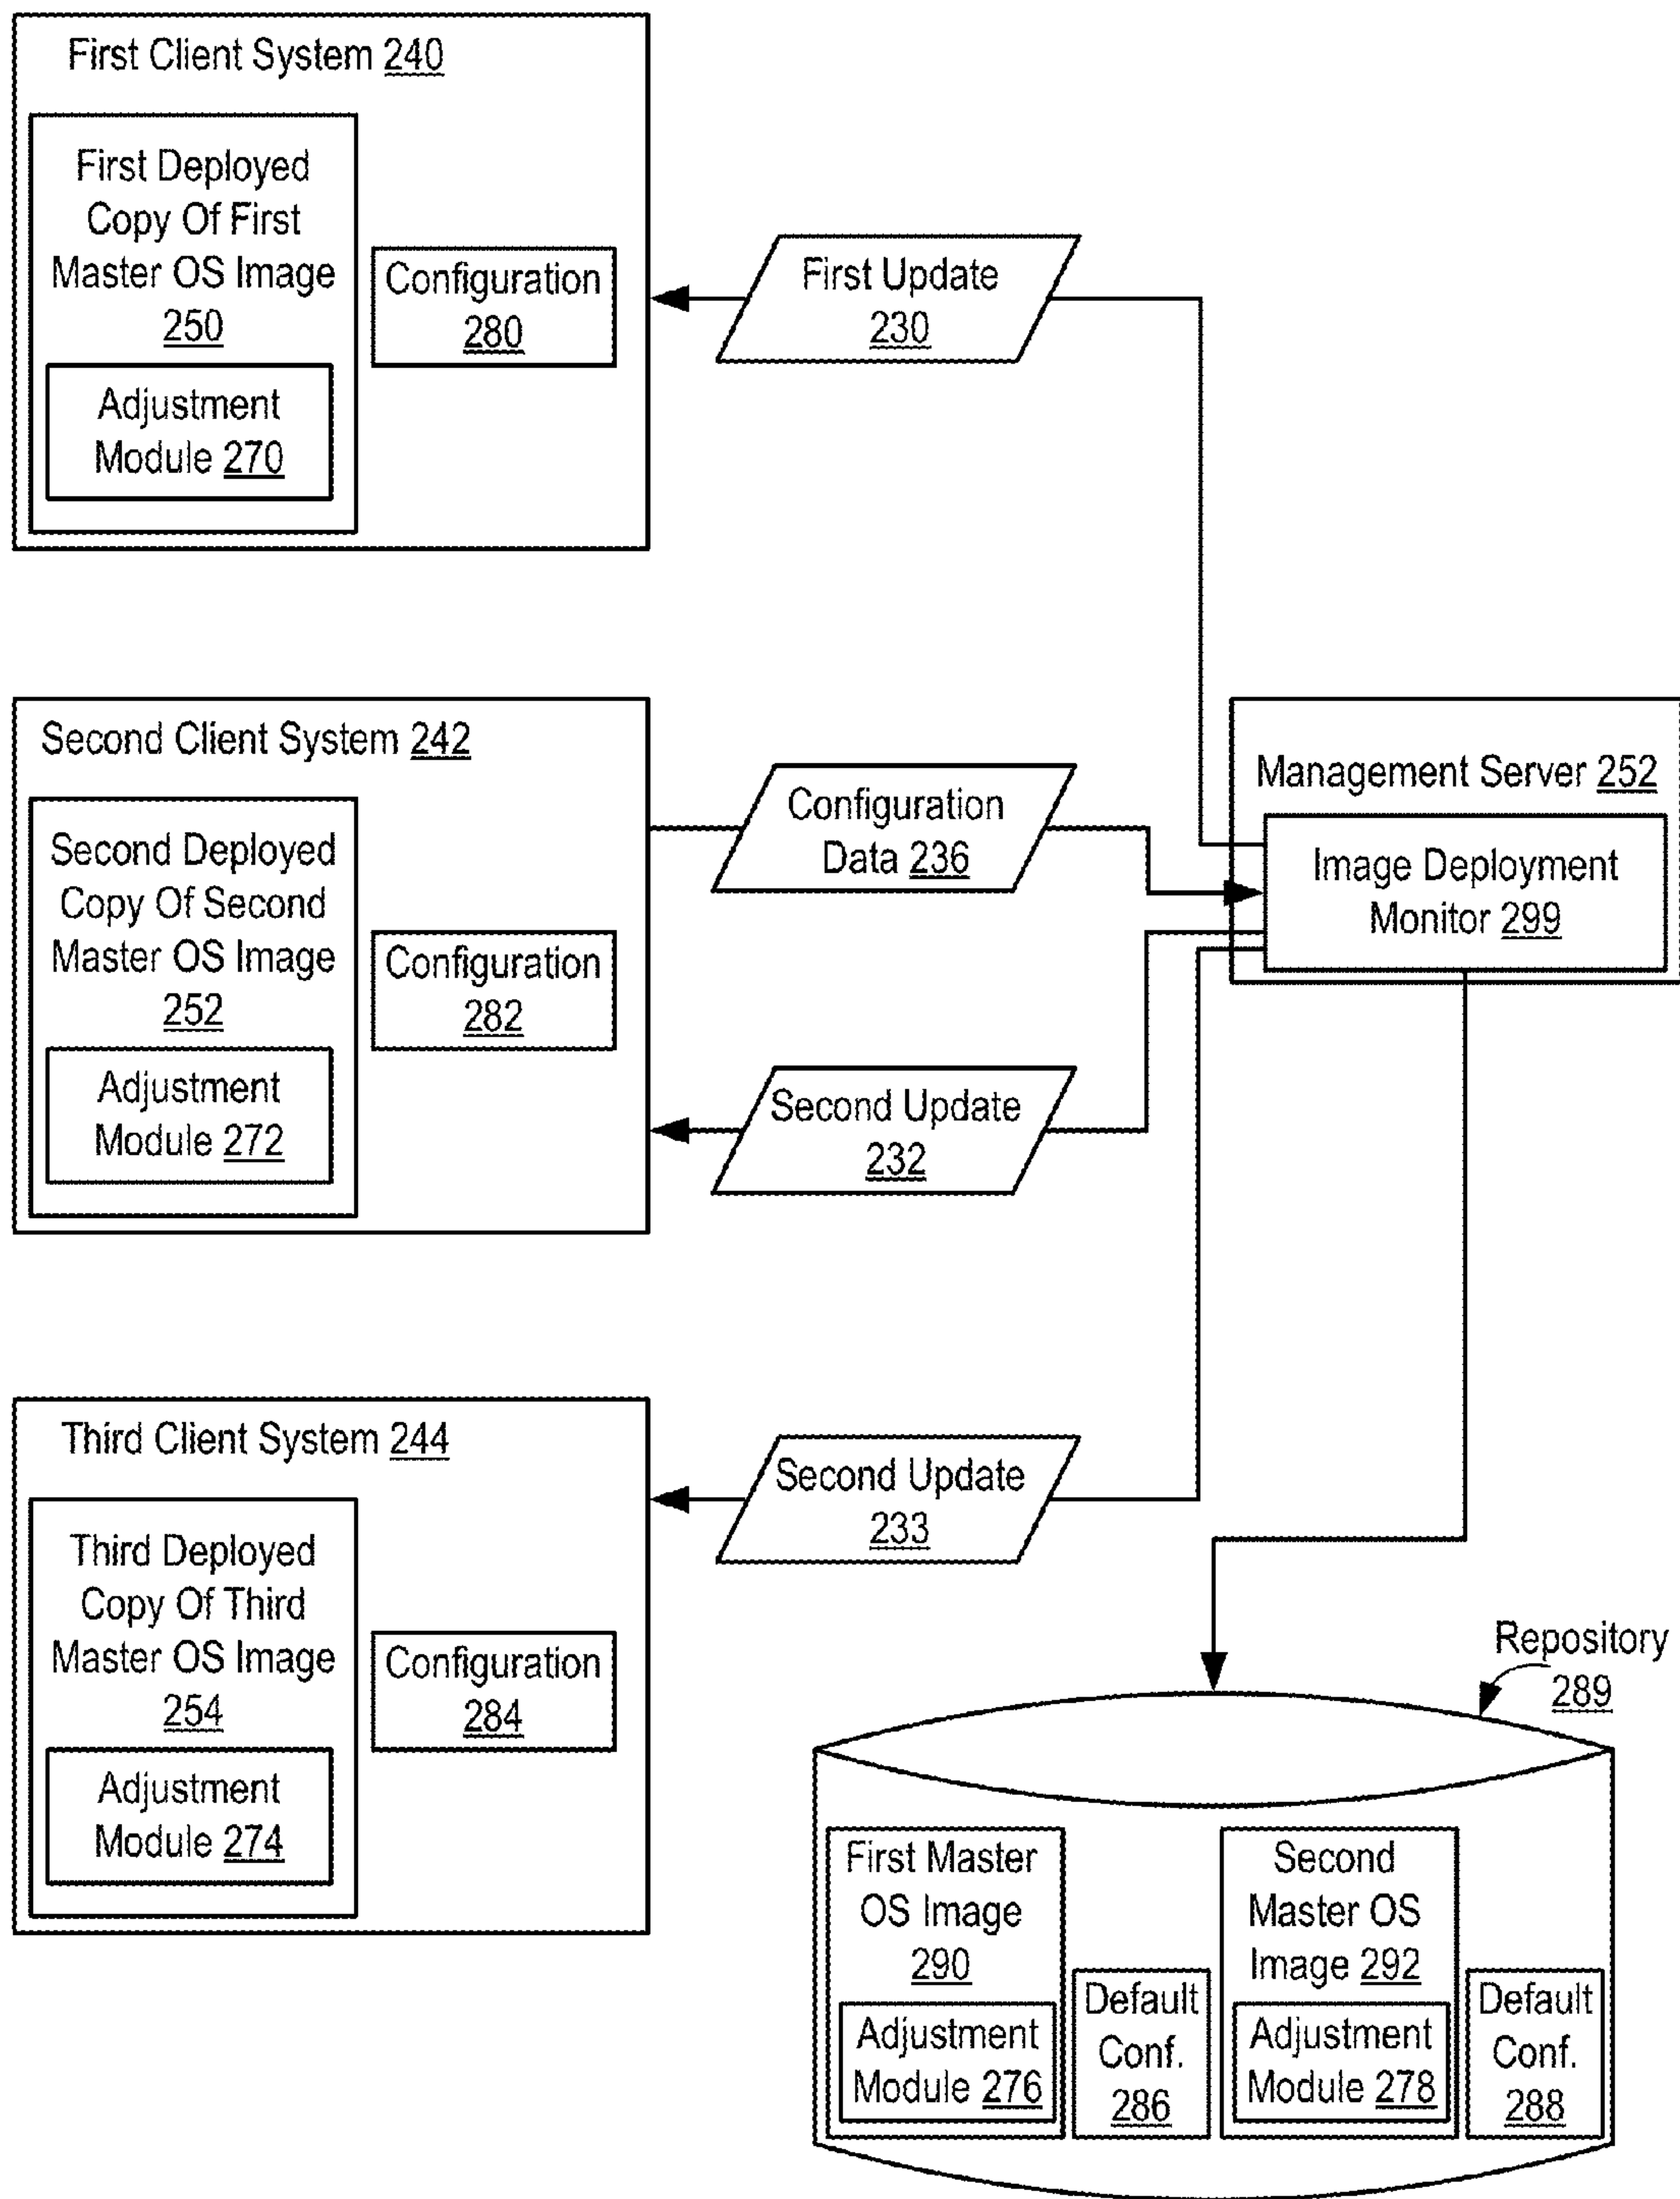 First Client System 240
First Deployed
Copy Of First
Master OS Image
250
Adjustment
Module 270
Configuration
280
First Update
230
Second Client System 242
Second Deployed
Copy Of Second
Master OS Image
252
Adjustment
Module 272
Configuration
282
Configuration
Data 236
Second Update
232
Management Server 252
Image Deployment
Monitor 299
Third Client System 244
Third Deployed
Copy Of Third
Master OS Image
254
Adjustment
Module 274
Configuration
284
Second Update
233
Repository
289
First Master
OS Image
290
Adjustment
Module 276
Default
Conf.
286
Second
Master OS
Image 292
Adjustment
Module 278
Default
Conf.
288